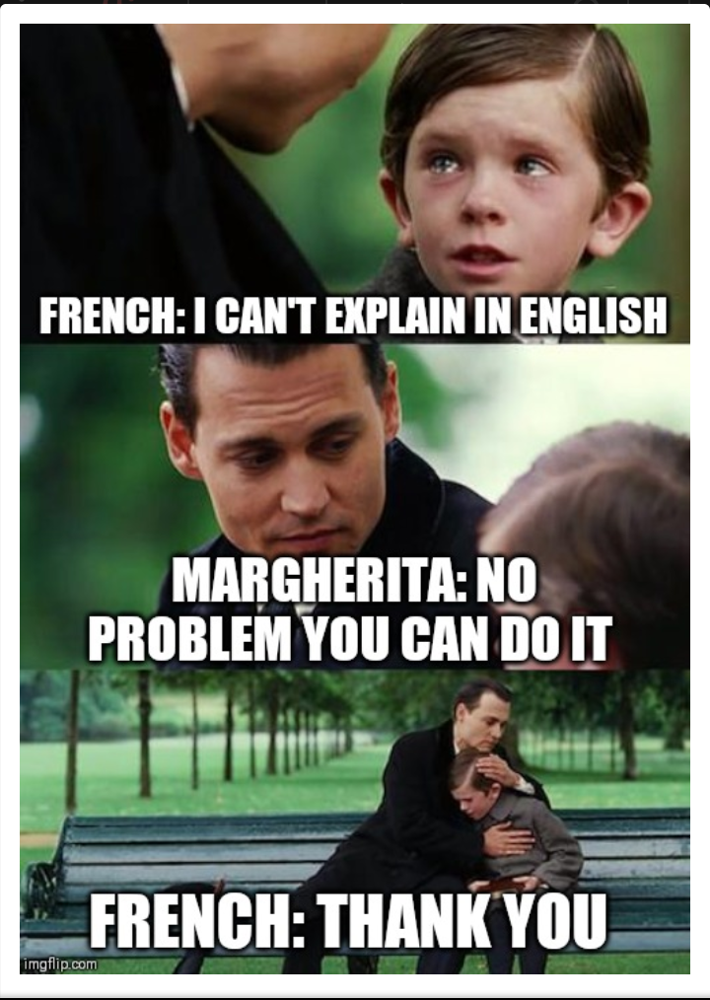 FRENCH: I CAN'T EXPLAIN IN ENGLISH
MARGHERITA: NO
PROBLEM YOU CAN DO IT
FRENCH: THANK YOU
imgflip.com